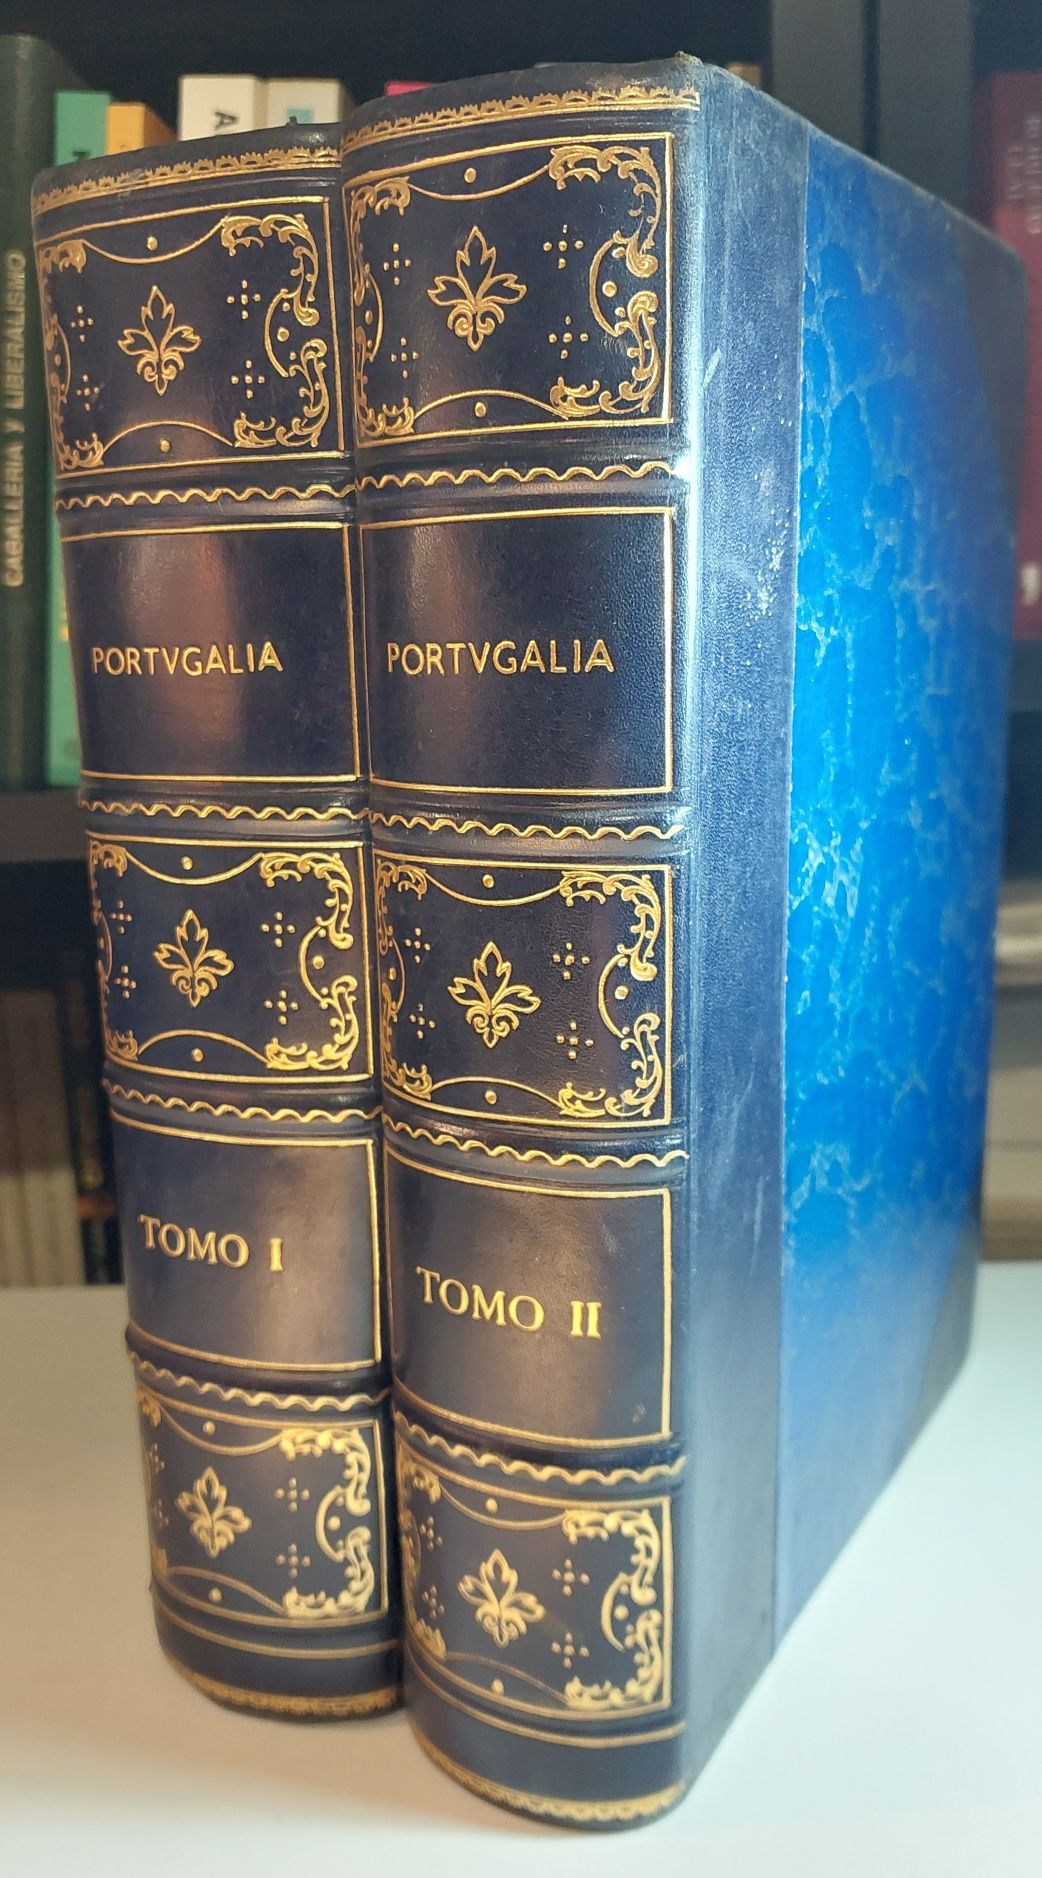 CABALLERIA Y LIBERALISMO
PORTVGALIA
TOMO I
PORTVGALIA
TOMO II